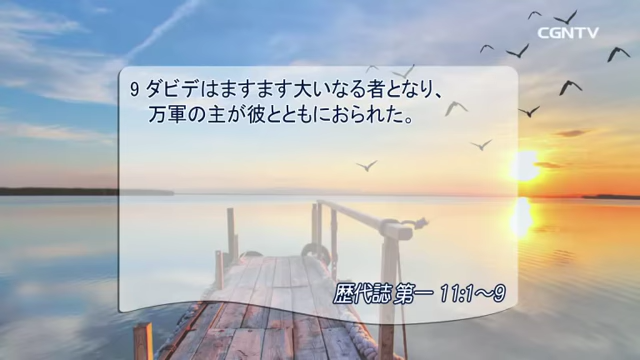 CGNTV
9 ダビデはますます大いなる者となり、
万軍の主が彼とともにおられた。
歴代誌 第一 11:1〜9